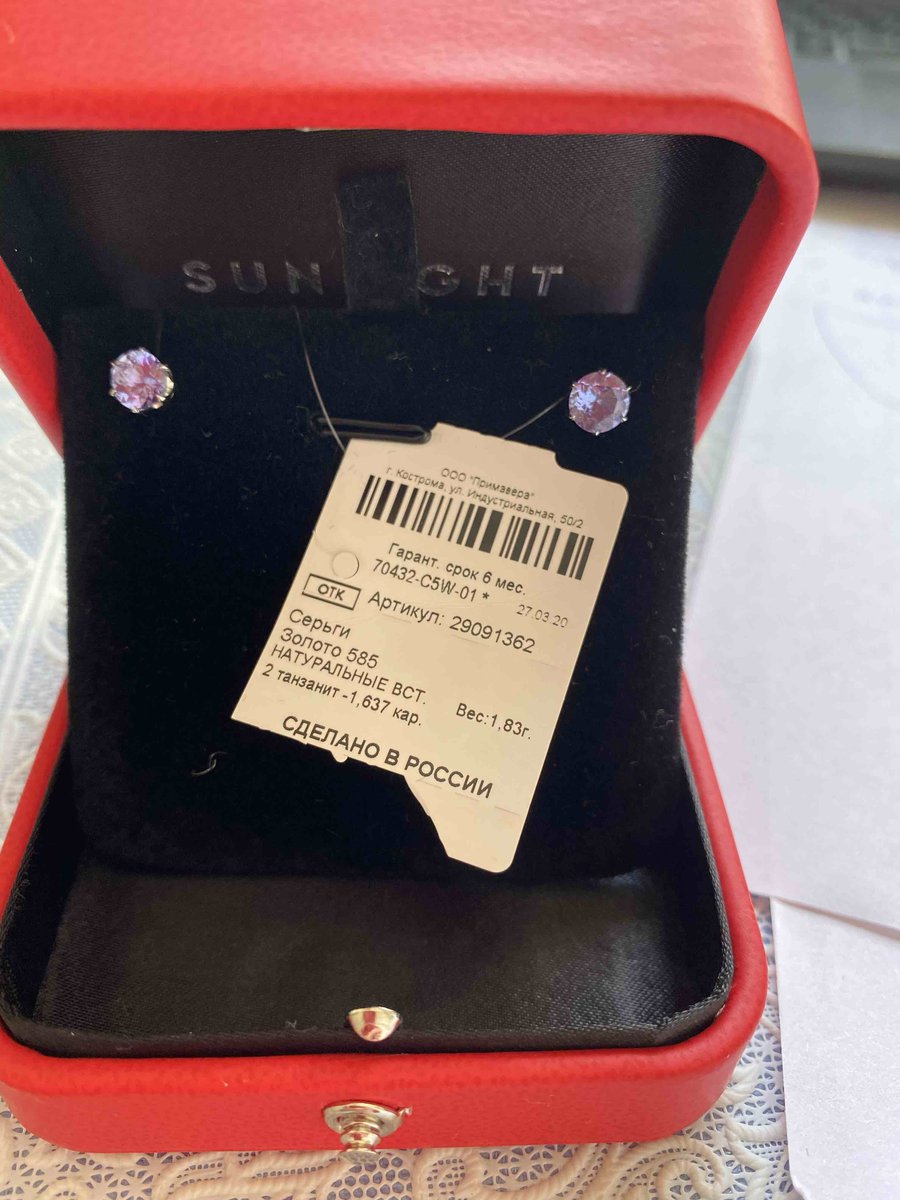 SUN GHT
ООО "Примавера"
г. Кострома, ул. Индустриальная, 50/2
Гарант. срок 6 мес.
70432-C5W-01 *
27.03.20
ОТК
Артикул: 29091362
Серьги
Золото 585
НАТУРАЛЬНЫЕ ВСТ.
2 танзанит -1,637 кар.
Вес:1,83г.
СДЕЛАНО В РОССИИ